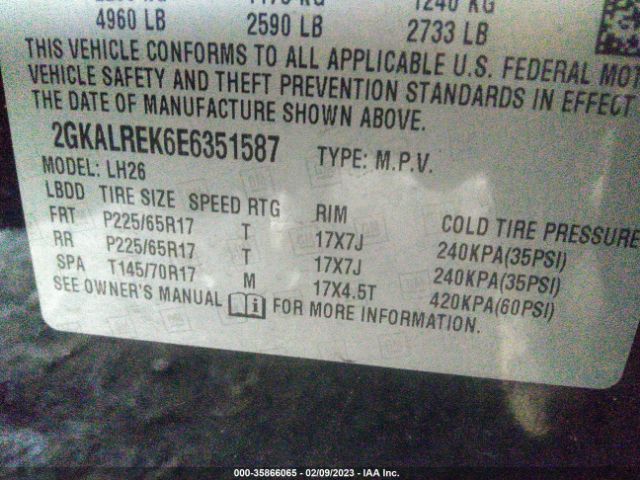 1240 KG
4960 LB 2590 LB 2733 LB
THIS VEHICLE CONFORMS TO ALL APPLICABLE U.S. FEDERAL MOT
VEHICLE SAFETY AND THEFT PREVENTION STANDARDS IN EFFECT
THE DATE OF MANUFACTURE SHOWN ABOVE.
2GKALREK6E6351587 TYPE: M.P.V.
MODEL: LH26
LBDD TIRE SIZE SPEED RTG RIM COLD TIRE PRESSURE
FRT P225/65R17 T 17X7J 240KPA(35PSI)
RR P225/65R17 T 17X7J 240KPA(35PSI)
SPA T145/70R17 M 17X4.5T 420KPA(60PSI)
SEE OWNER'S MANUAL FOR MORE INFORMATION.
000-35866065 - 02/09/2023 - IAA Inc.